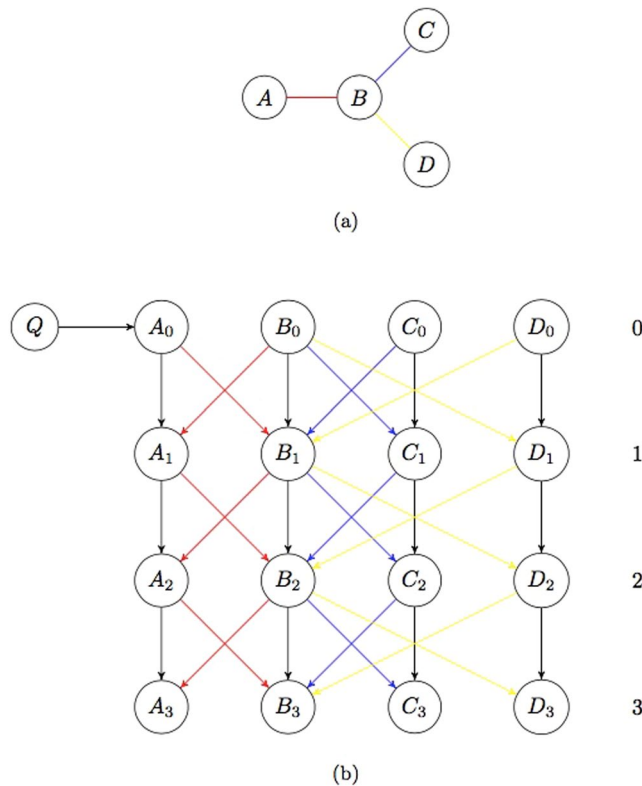 C
A B
D
(a)
Q A₀ B₀ C₀ D₀ 0
A₁ B₁ C₁ D₁ 1
A₂ B₂ C₂ D₂ 2
A₃ B₃ C₃ D₃ 3
(b)